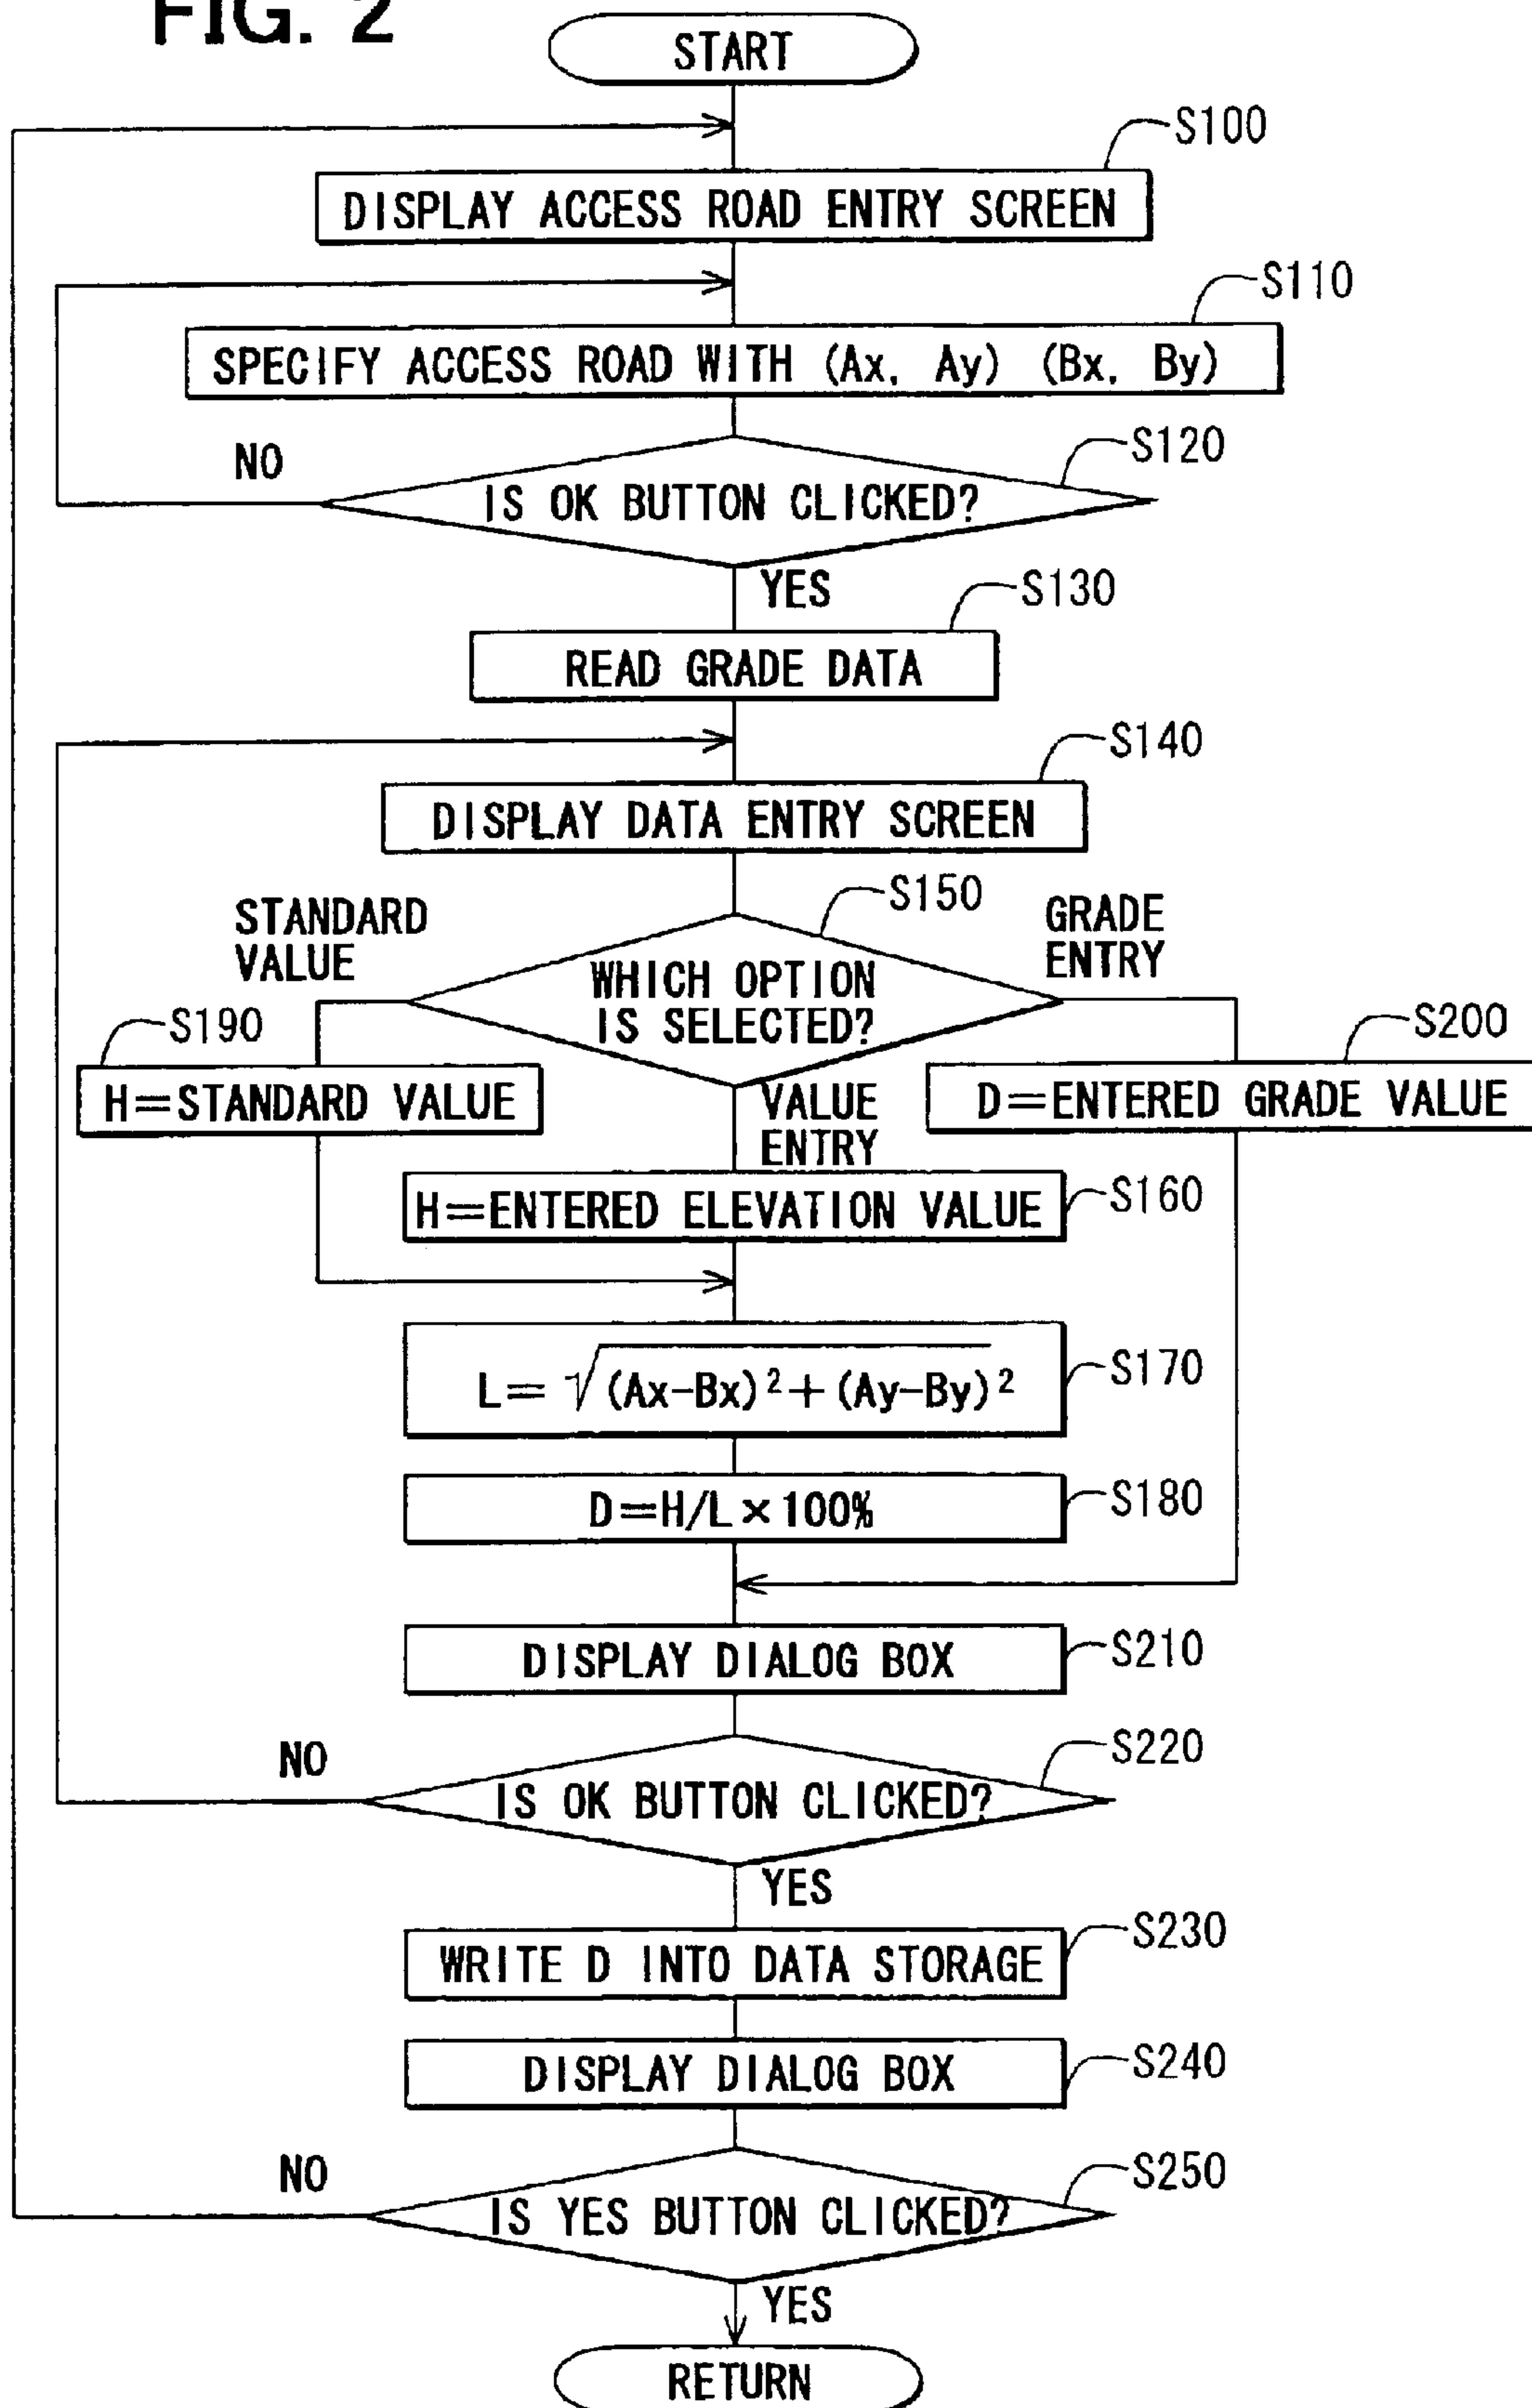 FIG. 2
START
S100
DISPLAY ACCESS ROAD ENTRY SCREEN
S110
SPECIFY ACCESS ROAD WITH (Ax, Ay) (Bx, By)
S120
NO
IS OK BUTTON CLICKED?
YES
S130
READ GRADE DATA
S140
DISPLAY DATA ENTRY SCREEN
S150
STANDARD
VALUE
GRADE
ENTRY
WHICH OPTION
IS SELECTED?
S190
S200
H=STANDARD VALUE
VALUE
ENTRY
D=ENTERED GRADE VALUE
H=ENTERED ELEVATION VALUE
S160
L= √(Ax-Bx)²+(Ay-By)²
S170
D=H/L×100%
S180
DISPLAY DIALOG BOX
S210
NO
S220
IS OK BUTTON CLICKED?
YES
S230
WRITE D INTO DATA STORAGE
S240
DISPLAY DIALOG BOX
NO
S250
IS YES BUTTON CLICKED?
YES
RETURN